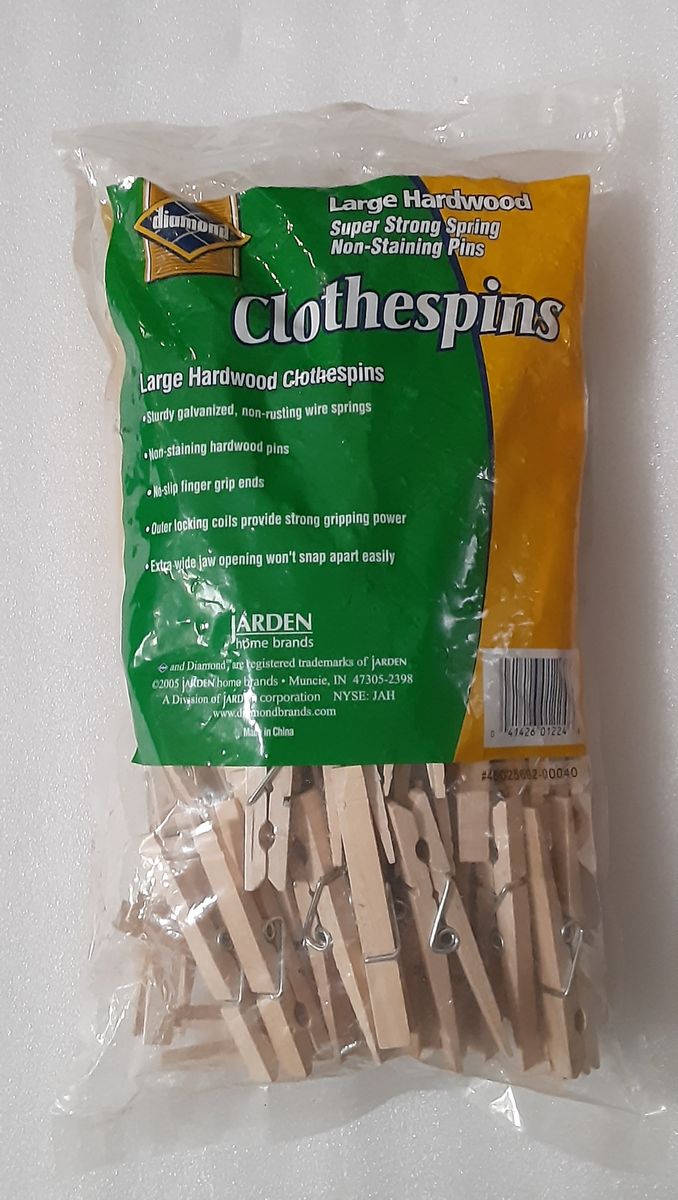 diamond
Large Hardwood
Super Strong Spring
Non-Staining Pins
Clothespins
Large Hardwood Clothespins
•Sturdy galvanized, non-rusting wire springs
•Non-staining hardwood pins
•No-slip finger grip ends
•Outer locking coils provide strong gripping power
•Extra-wide jaw opening won't snap apart easily
JARDEN
home brands
and Diamond, are registered trademarks of JARDEN
©2005 JARDEN home brands • Muncie, IN 47305-2398
A Division of JARDEN corporation NYSE: JAH
www.diamondbrands.com
Made in China
0 41426 01224